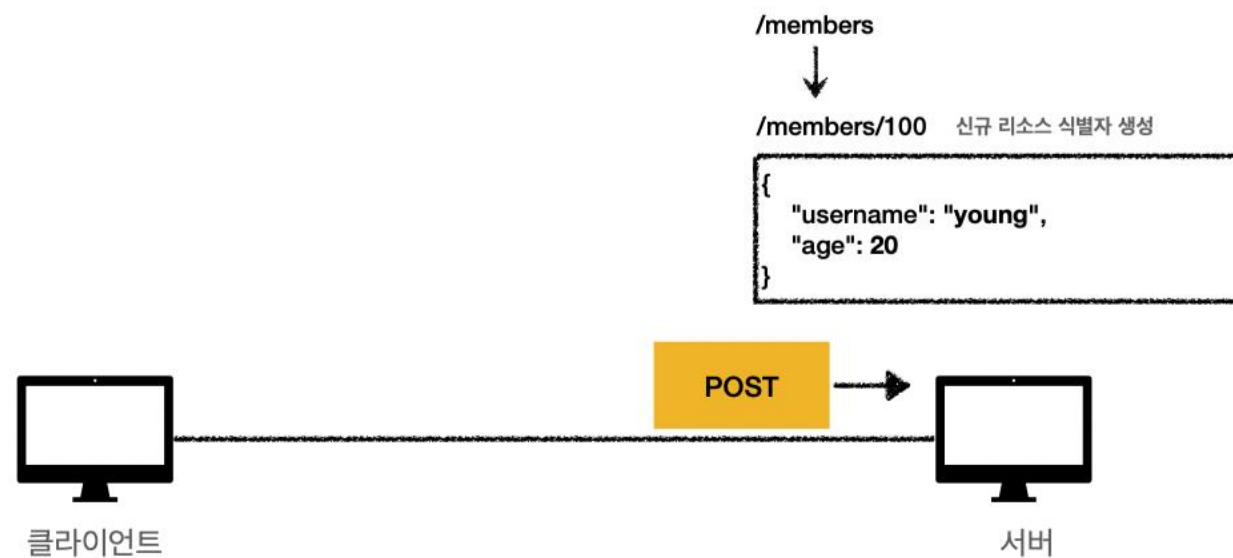 /members
/members/100 신규 리소스 식별자 생성
{
"username": "young",
"age": 20
}
POST
클라이언트
서버